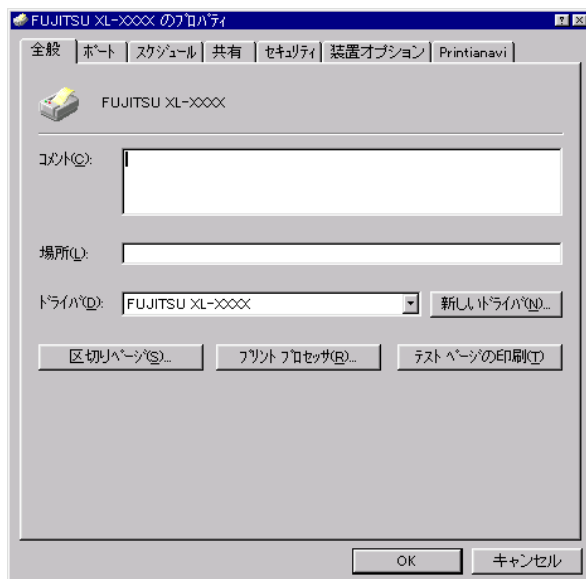 FUJITSU XL-XXXX のプロパティ
全般 ポート スケジュール 共有 セキュリティ 装置オプション Printianavi
FUJITSU XL-XXXX
コメント(C):
場所(L):
ドライバ(D): FUJITSU XL-XXXX 新しいドライバ(N)...
区切りページ(S)... プリント プロセッサ(R)... テスト ページの印刷(T)
OK キャンセル